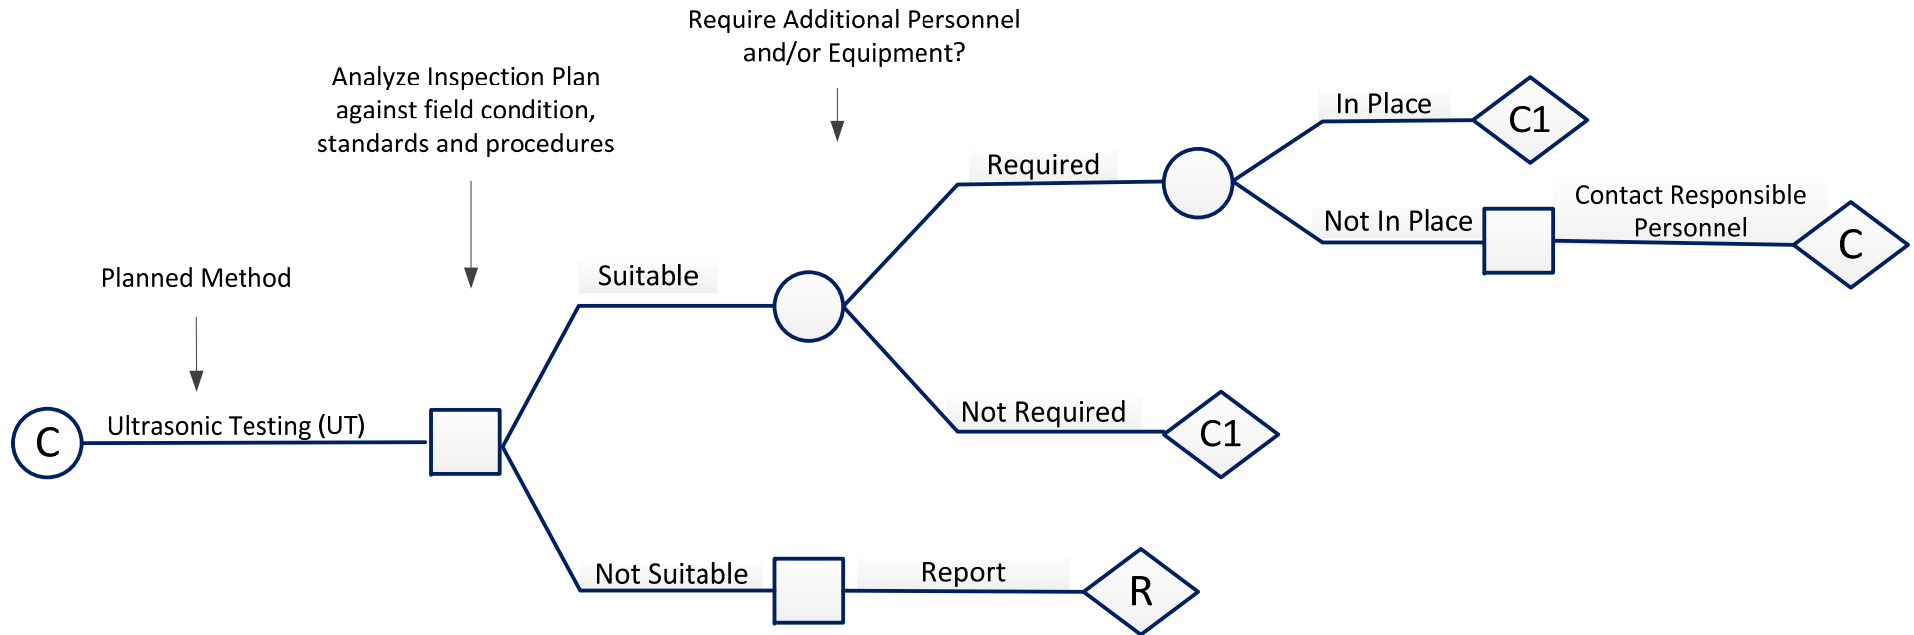 Require Additional Personnel
and/or Equipment?
Analyze Inspection Plan
against field condition,
standards and procedures
Planned Method
C
Ultrasonic Testing (UT)
Suitable
Required
In Place
C1
Not In Place
Contact Responsible
Personnel
C
Not Required
C1
Not Suitable
Report
R